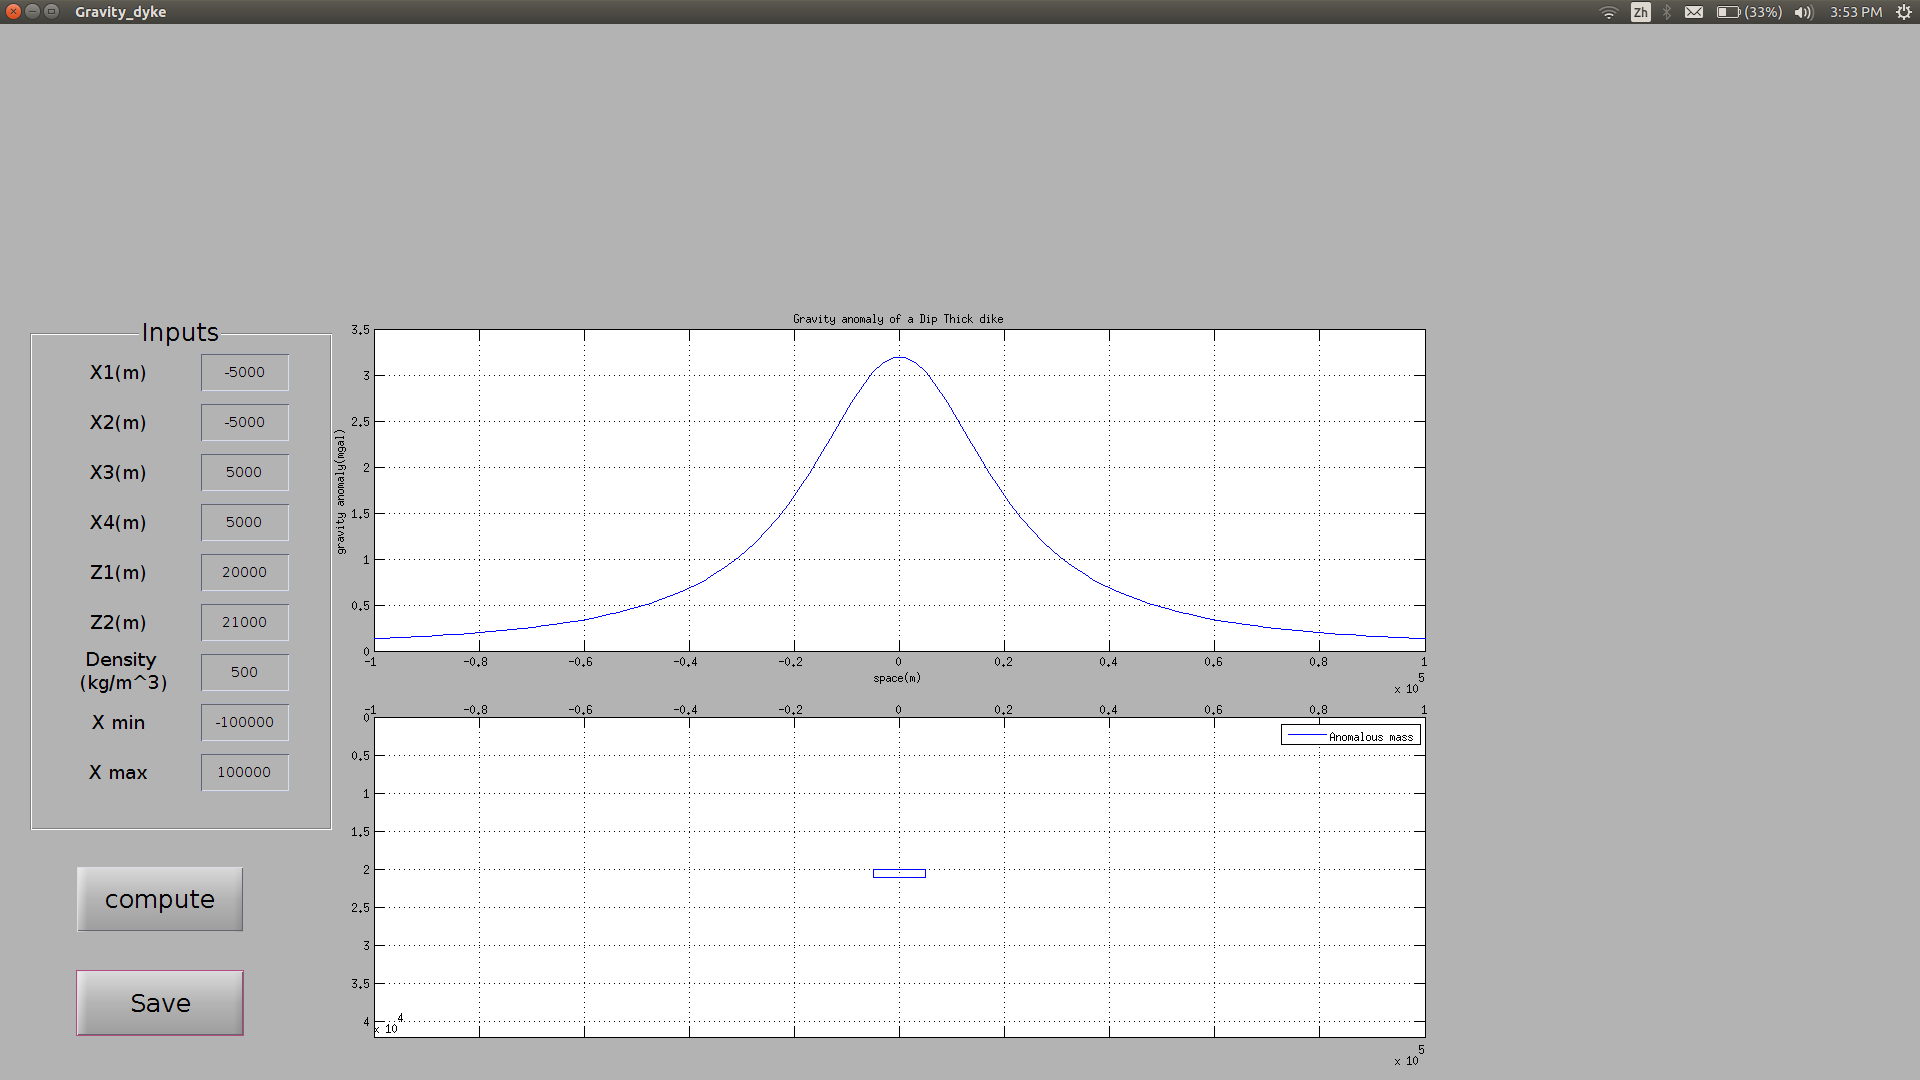 Gravity_dyke
Zh
(33%)
3:53 PM
Inputs
X1(m) -5000
X2(m) -5000
X3(m) 5000
X4(m) 5000
Z1(m) 20000
Z2(m) 21000
Density
(kg/m^3) 500
X min -100000
X max 100000
compute
Save
Gravity anomaly of a Dip Thick dike
3.5
3
2.5
2
1.5
1
0.5
0
gravity anomaly(mgal)
-1 -0.8 -0.6 -0.4 -0.2 0 0.2 0.4 0.6 0.8 1
space(m)
x 10^5
-1 -0.8 -0.6 -0.4 -0.2 0 0.2 0.4 0.6 0.8 1
Anomalous mass
0
0.5
1
1.5
2
2.5
3
3.5
4
x 10^4
x 10^5